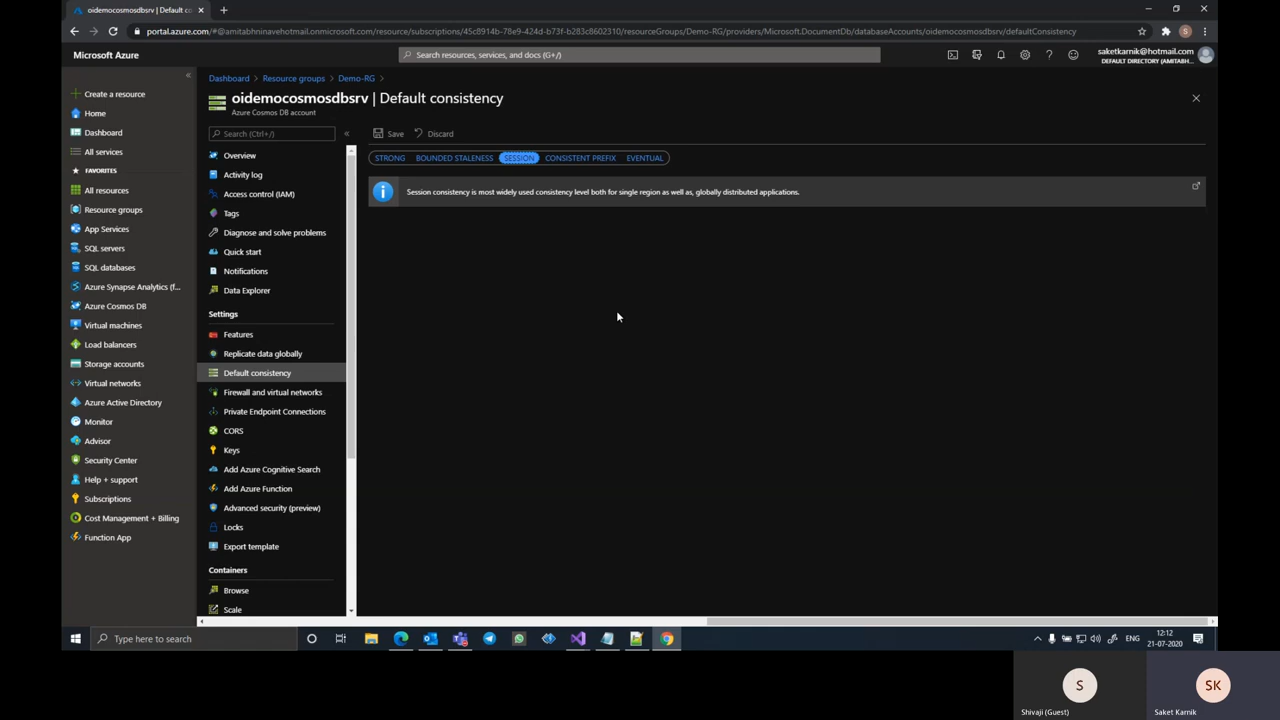 oidemocosmosdbsrv | Default co
portal.azure.com/#@amitabhninavehotmail.onmicrosoft.com/resource/subscriptions/45c8914b-78e9-424d-b73f-b283c8602310/resourceGroups/Demo-RG/providers/Microsoft.DocumentDb/databaseAccounts/oidemocosmosdbsrv/defaultConsistency
S
Microsoft Azure
Search resources, services, and docs (G+/)
saketkarnik@hotmail.com
DEFAULT DIRECTORY (AMITABH...
Dashboard > Resource groups > Demo-RG >
oidemocosmosdbsrv | Default consistency
Azure Cosmos DB account
Create a resource
Home
Dashboard
All services
FAVORITES
All resources
Resource groups
App Services
SQL servers
SQL databases
Azure Synapse Analytics (f...
Azure Cosmos DB
Virtual machines
Load balancers
Storage accounts
Virtual networks
Azure Active Directory
Monitor
Advisor
Security Center
Help + support
Subscriptions
Cost Management + Billing
Function App
Search (Ctrl+/)
Overview
Activity log
Access control (IAM)
Tags
Diagnose and solve problems
Quick start
Notifications
Data Explorer
Settings
Features
Replicate data globally
Default consistency
Firewall and virtual networks
Private Endpoint Connections
CORS
Keys
Add Azure Cognitive Search
Add Azure Function
Advanced security (preview)
Locks
Export template
Containers
Browse
Scale
Save Discard
STRONG BOUNDED STALENESS SESSION CONSISTENT PREFIX EVENTUAL
Session consistency is most widely used consistency level both for single region as well as, globally distributed applications.
Type here to search
ENG
12:12
21-07-2020
S
Shivaji (Guest)
SK
Saket Karnik